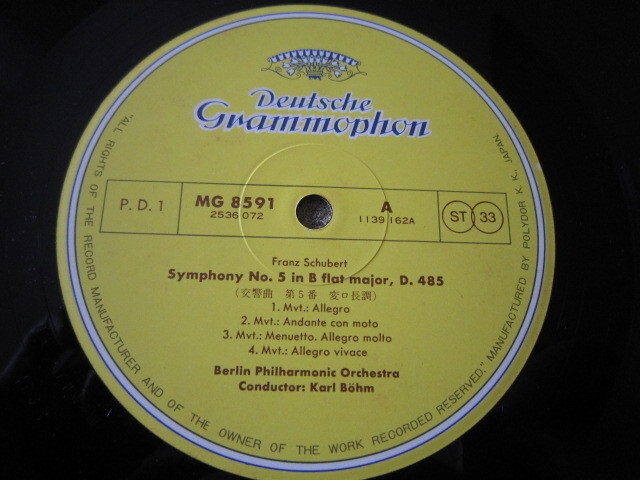 Deutsche
Grammophon
P. D. 1
MG 8591
2536 072
A
1139 162A
ST 33
Franz Schubert
Symphony No. 5 in B flat major, D. 485
(交響曲 第5番 変ロ長調)
1. Mvt.: Allegro
2. Mvt.: Andante con moto
3. Mvt.: Menuetto. Allegro molto
4. Mvt.: Allegro vivace
Berlin Philharmonic Orchestra
Conductor: Karl Böhm
"ALL RIGHTS OF THE RECORD MANUFACTURER AND OF THE OWNER OF THE WORK RECORDED RESERVED." MANUFACTURED BY POLYDOR K. K. JAPAN.